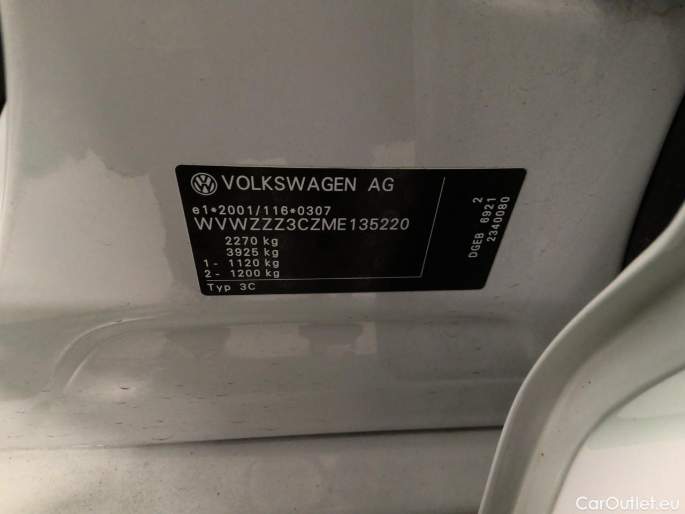 VOLKSWAGEN AG
e1*2001/116*0307
WVWZZZ3CZME135220
2270 kg
3925 kg
1 - 1120 kg
2 - 1200 kg
Typ 3C
2
DGEB 6921
2340080
CarOutlet.eu